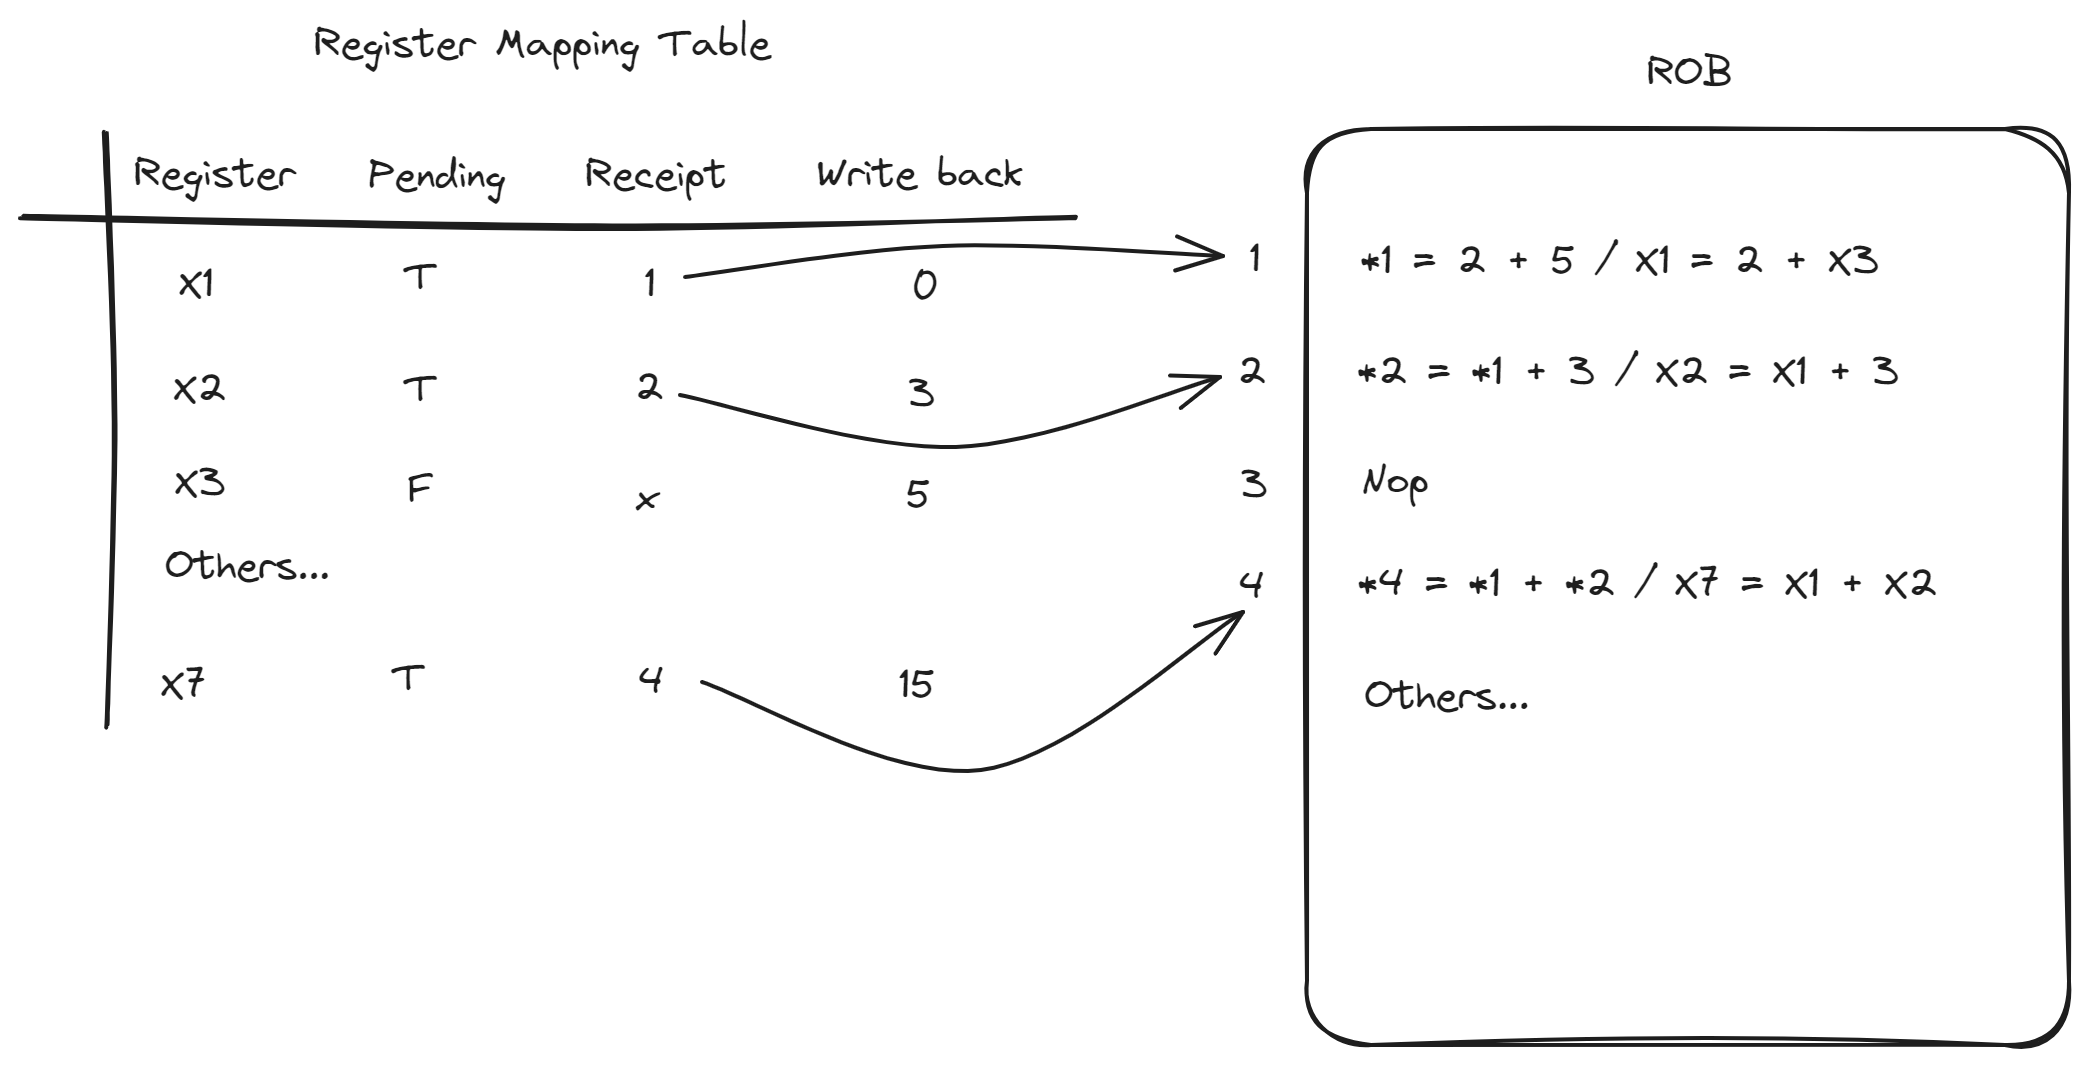 Register Mapping Table
Register Pending Receipt Write back
x1 T 1 0
x2 T 2 3
x3 F x 5
Others...
x7 T 4 15
ROB
1 *1 = 2 + 5 / x1 = 2 + x3
2 *2 = *1 + 3 / x2 = x1 + 3
3 Nop
4 *4 = *1 + *2 / x7 = x1 + x2
Others...